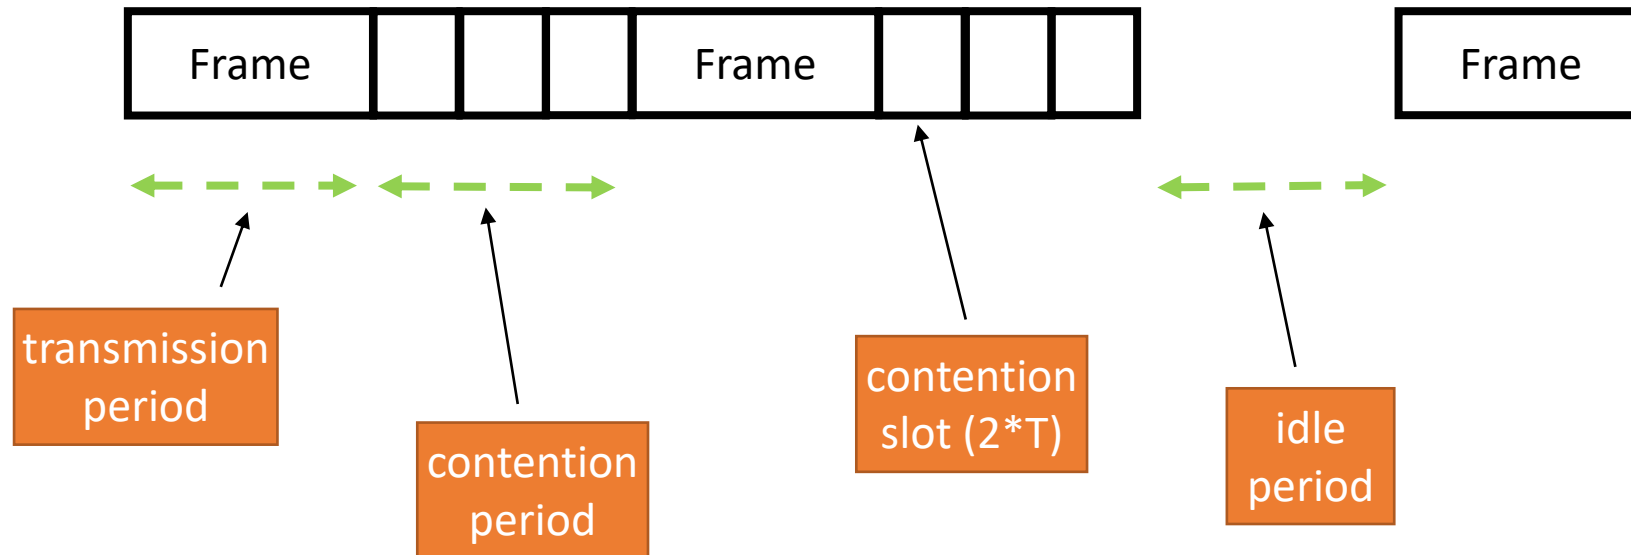 Frame
Frame
Frame
transmission
period
contention
period
contention
slot (2*T)
idle
period